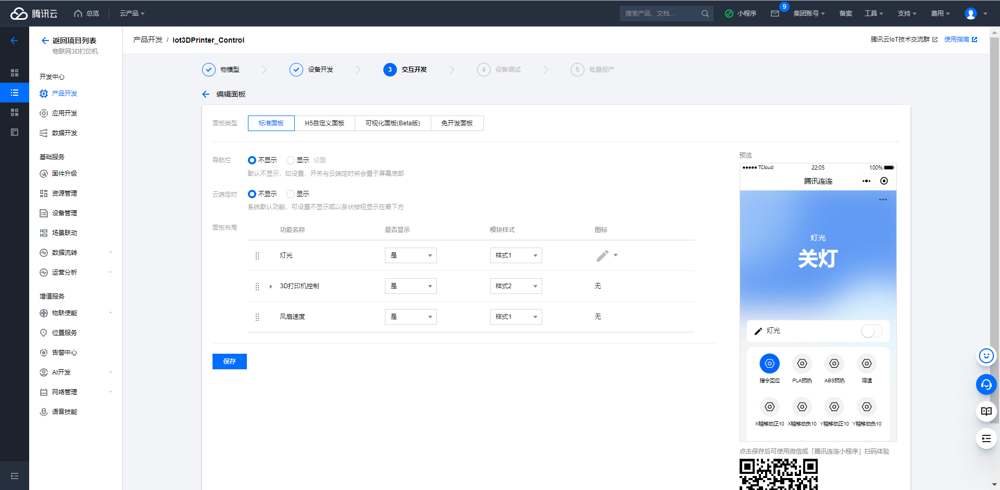 腾讯云
总览
云产品
搜索产品、文档...
小程序
9
集团账号
备案
工具
支持
费用
返回项目列表
物联网3D打印机
开发中心
产品开发
应用开发
数据开发
基础服务
固件升级
资源管理
设备管理
场景联动
数据流转
运营分析
增值服务
物联使能
位置服务
告警中心
AI开发
网络管理
语音技能
产品开发 / Iot3DPrinter_Control
腾讯云IoT技术交流群
使用指南
物模型
设备开发
3 交互开发
4 设备调试
5 批量投产
编辑面板
面板类型
标准面板
H5自定义面板
可视化面板(Beta版)
免开发面板
导航栏
不显示
显示
设置
默认不显示，如设置，开关与云端定时将会置于屏幕底部
云端定时
不显示
显示
系统默认功能，可设置不显示或以条状按钮显示在最下方
面板布局
功能名称 是否显示 模块样式 图标
灯光 是 样式1
3D打印机控制 是 样式2 无
风扇速度 是 样式1 无
保存
预览
TCloud 22:05 100%
腾讯连连
灯光
关灯
灯光
指令回应 PLA预热 ABS预热 降温
X轴移动正10 X轴移动负10 Y轴移动正10 Y轴移动负10
点击保存后可使用微信或「腾讯连连小程序」扫码体验